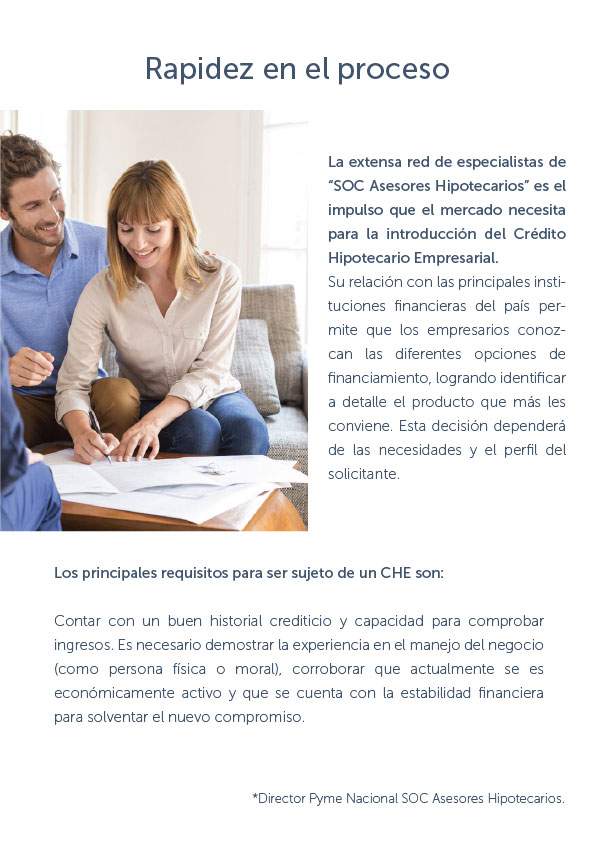 Rapidez en el proceso
La extensa red de especialistas de
“SOC Asesores Hipotecarios” es el
impulso que el mercado necesita
para la introducción del Crédito
Hipotecario Empresarial.
Su relación con las principales insti-
tuciones financieras del país per-
mite que los empresarios conoz-
can las diferentes opciones de
financiamiento, logrando identificar
a detalle el producto que más les
conviene. Esta decisión dependerá
de las necesidades y el perfil del
solicitante.
Los principales requisitos para ser sujeto de un CHE son:
Contar con un buen historial crediticio y capacidad para comprobar
ingresos. Es necesario demostrar la experiencia en el manejo del negocio
(como persona física o moral), corroborar que actualmente se es
económicamente activo y que se cuenta con la estabilidad financiera
para solventar el nuevo compromiso.
*Director Pyme Nacional SOC Asesores Hipotecarios.